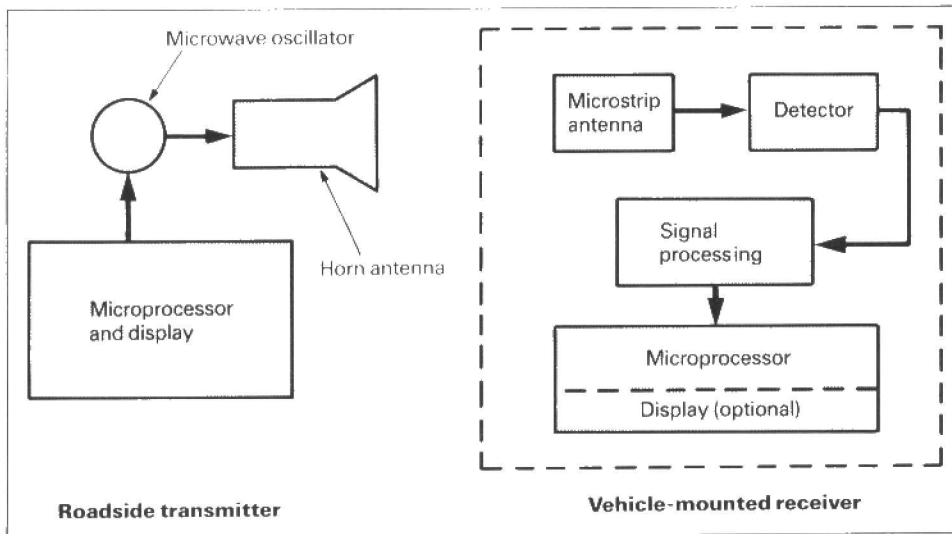 Microwave oscillator
Horn antenna
Microprocessor
and display
Roadside transmitter
Microstrip
antenna
Detector
Signal
processing
Microprocessor
Display (optional)
Vehicle-mounted receiver